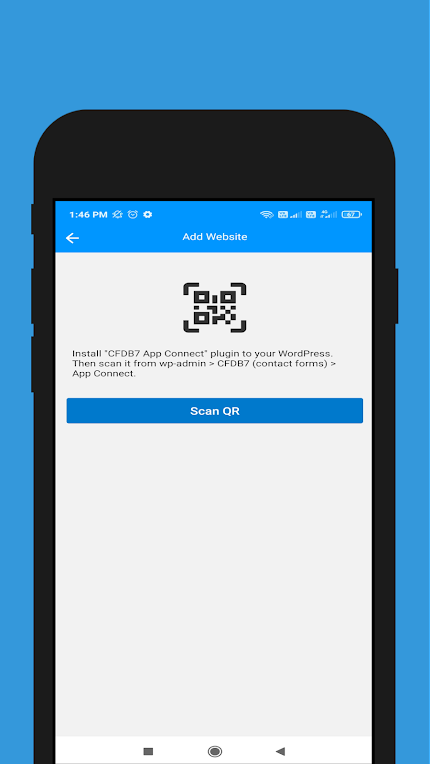 1:46 PM 67
Add Website
Install "CFDB7 App Connect" plugin to your WordPress.
Then scan it from wp-admin > CFDB7 (contact forms) >
App Connect.
Scan QR